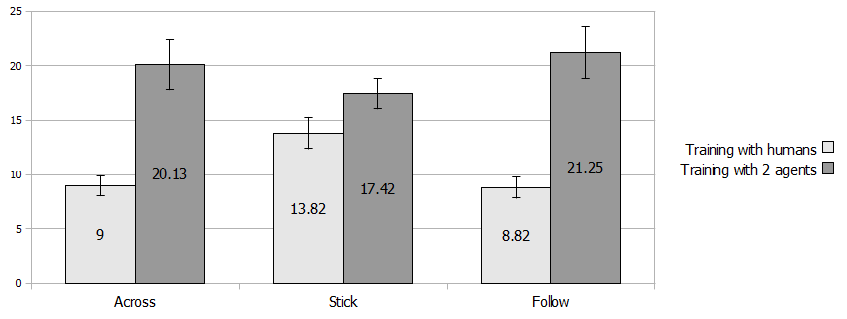 25
20
15
10
5
0
9
20.13
13.82
17.42
8.82
21.25
Across
Stick
Follow
Training with humans
Training with 2 agents